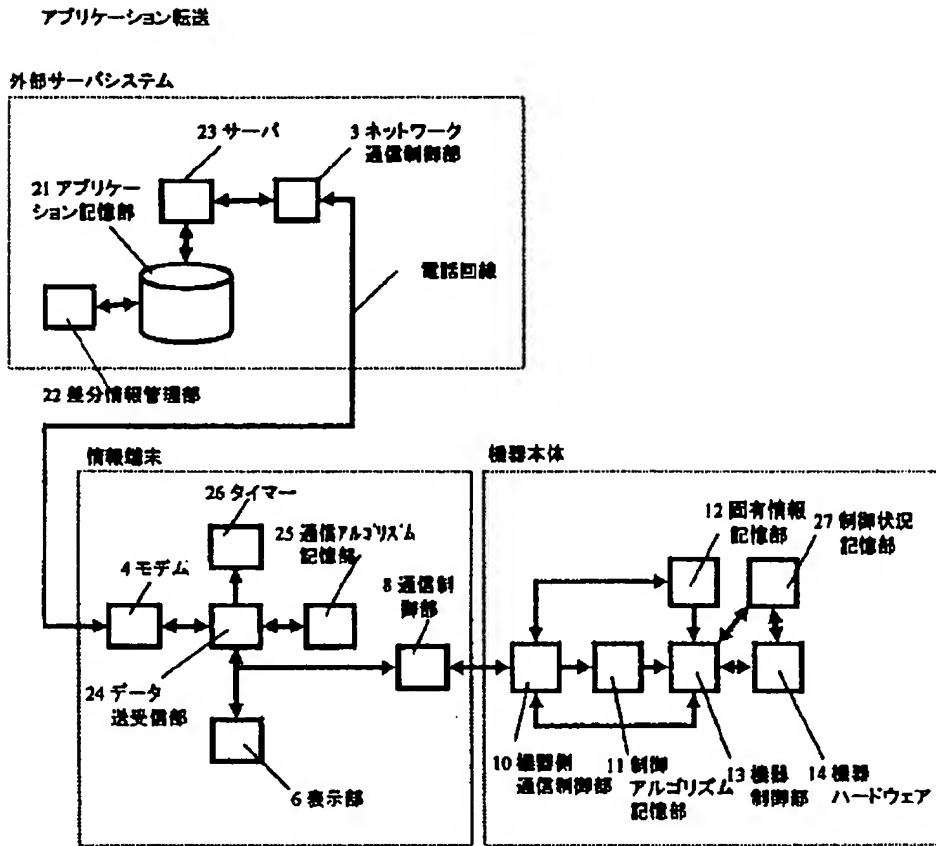 アプリケーション転送
外部サーバシステム
23 サーバ
3 ネットワーク
通信制御部
21 アプリケー
ション記憶部
電話回線
22 差分情報管理部
情報端末
機器本体
26 タイマー
25 通信アルゴリズム
記憶部
12 固有情報
記憶部
27 制御状況
記憶部
4 モデム
8 通信制
御部
24 データ
送受信部
6 表示部
10 機器側
通信制御部
11 制御
アルゴリズム
記憶部
13 機器
制御部
14 機器
ハードウェア